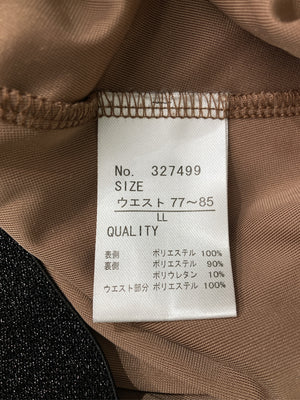 No. 327499
SIZE
ウエスト 77～85
LL
QUALITY
表側 ポリエステル 100%
裏側 ポリエステル 90%
ポリウレタン 10%
ウエスト部分 ポリエステル 100%